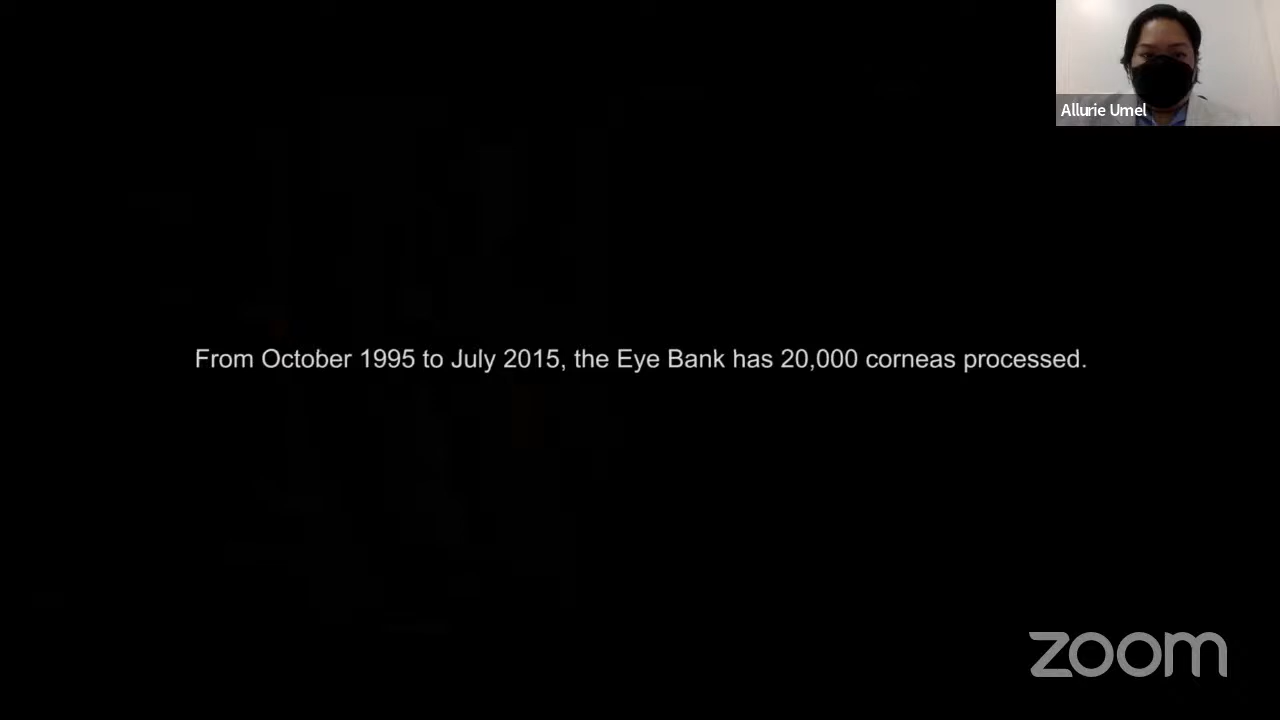 Allurie Umel
From October 1995 to July 2015, the Eye Bank has 20,000 corneas processed.
zoom